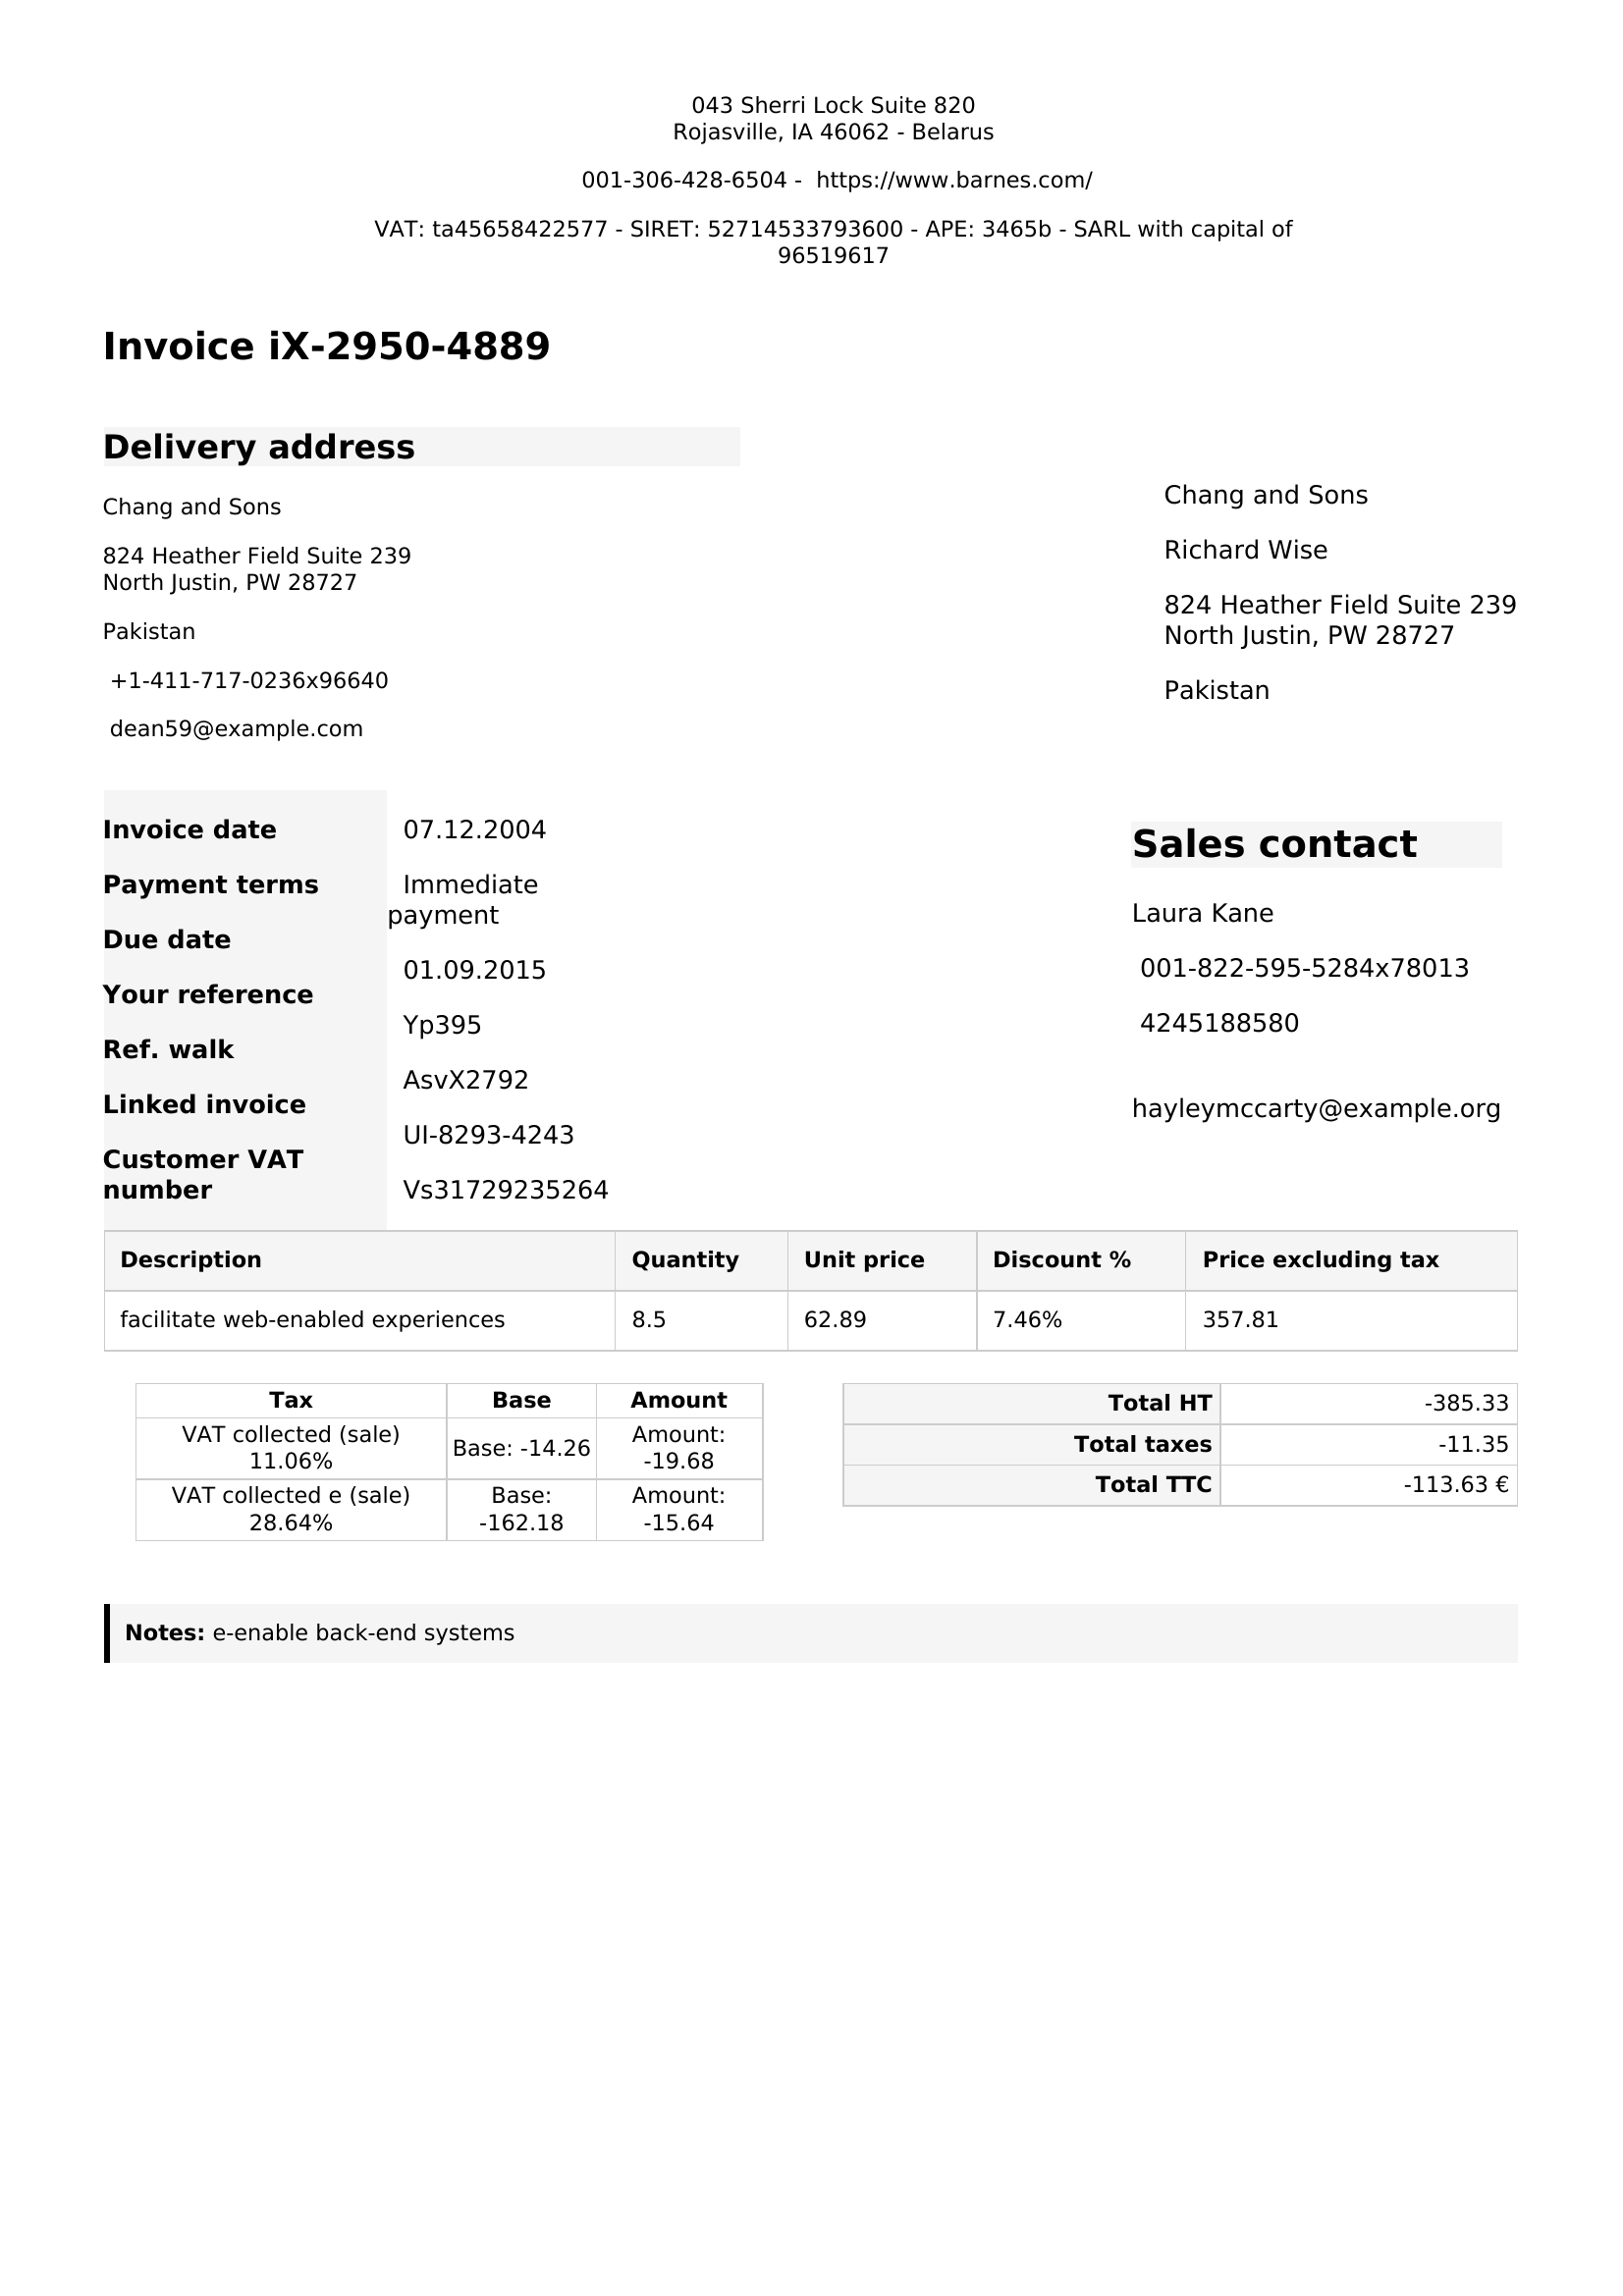 043 Sherri Lock Suite 820
Rojasville, IA 46062 - Belarus
001-306-428-6504 - https://www.barnes.com/
VAT: ta45658422577 - SIRET: 52714533793600 - APE: 3465b - SARL with capital of
96519617
Invoice iX-2950-4889
Delivery address
Chang and Sons
824 Heather Field Suite 239
North Justin, PW 28727
Pakistan
+1-411-717-0236x96640
dean59@example.com
Chang and Sons
Richard Wise
824 Heather Field Suite 239
North Justin, PW 28727
Pakistan
Invoice date
07.12.2004
Payment terms
Immediate
payment
Due date
01.09.2015
Your reference
Yp395
Ref. walk
AsvX2792
Linked invoice
UI-8293-4243
Customer VAT
number
Vs31729235264
Sales contact
Laura Kane
001-822-595-5284x78013
4245188580
hayleymccarty@example.org
Description Quantity Unit price Discount % Price excluding tax
facilitate web-enabled experiences 8.5 62.89 7.46% 357.81
Tax Base Amount
VAT collected (sale)
11.06%
Base: -14.26
Amount:
-19.68
VAT collected e (sale)
28.64%
Base:
-162.18
Amount:
-15.64
Total HT -385.33
Total taxes -11.35
Total TTC -113.63 €
Notes: e-enable back-end systems